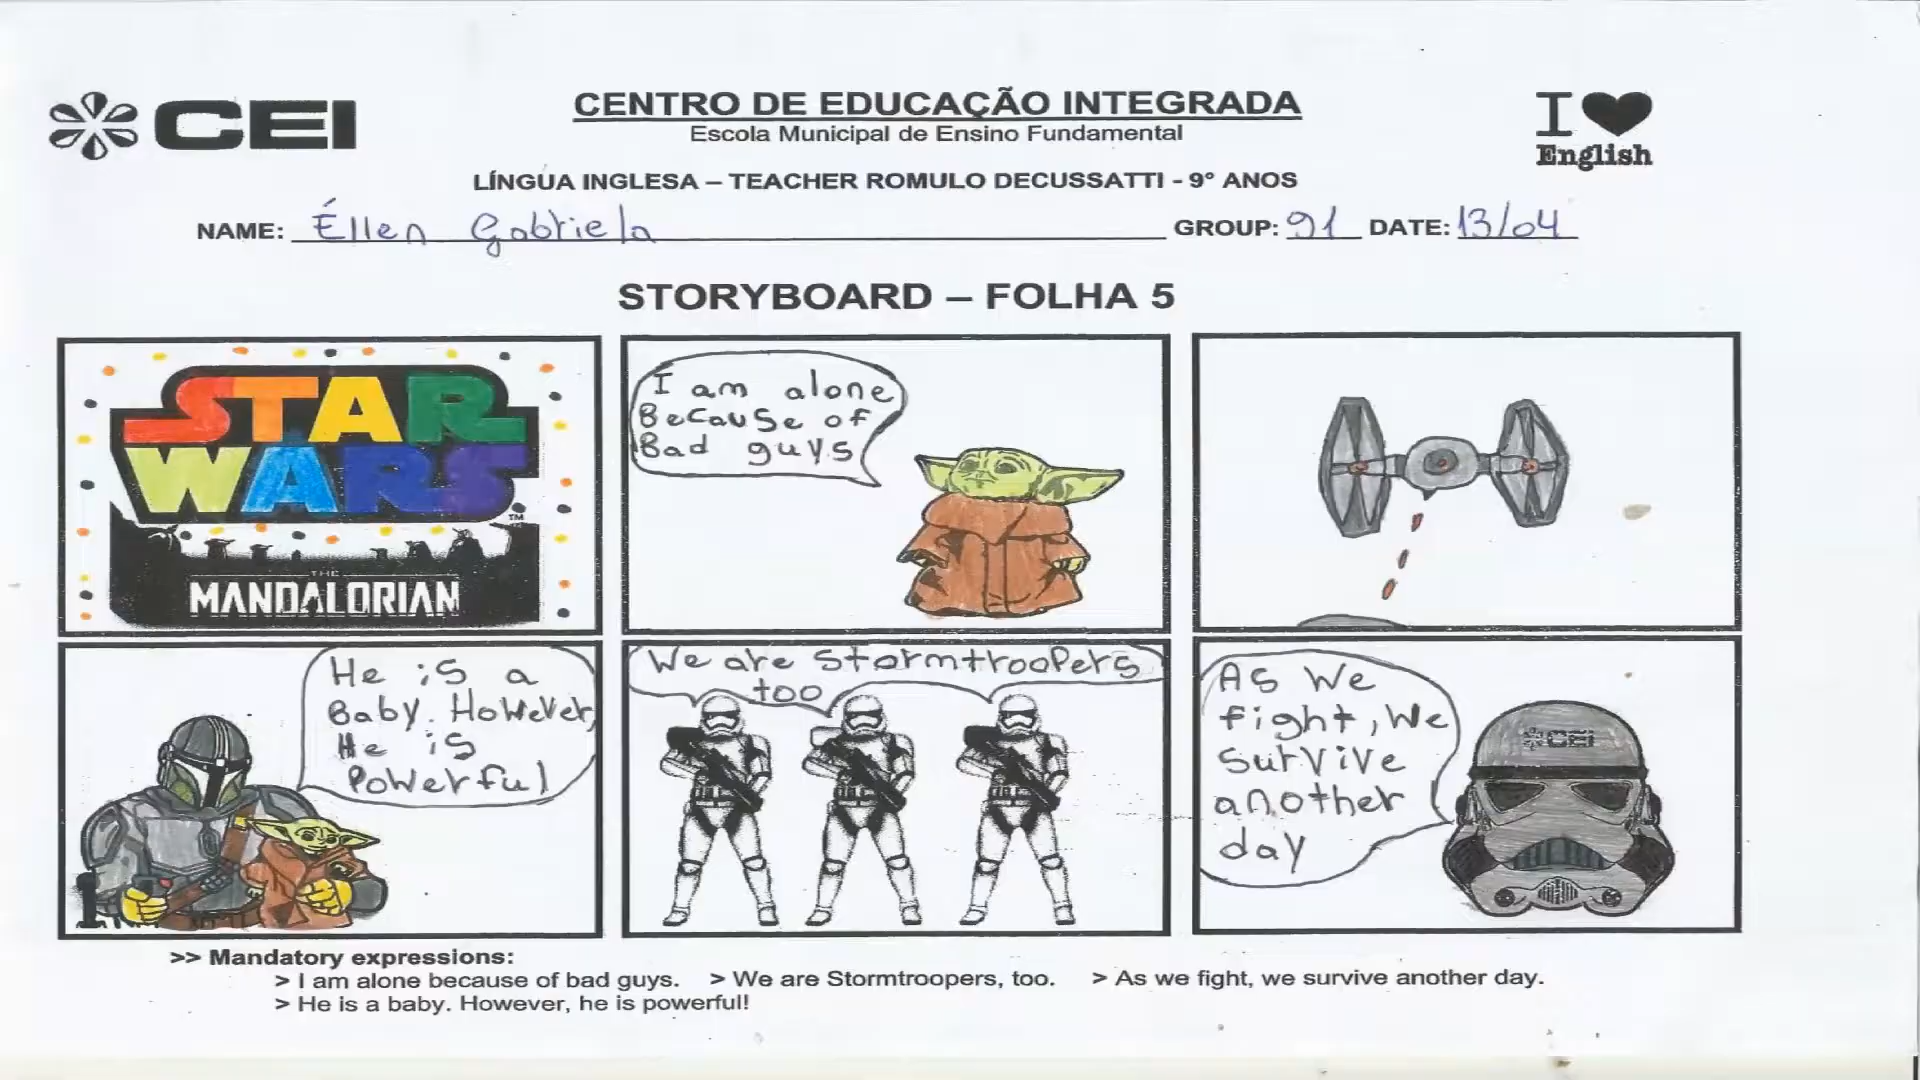 CEI
CENTRO DE EDUCAÇÃO INTEGRADA
Escola Municipal de Ensino Fundamental
I ♥
English
LÍNGUA INGLESA – TEACHER ROMULO DECUSSATTI - 9° ANOS
NAME: Éllen Gabriela GROUP: 91 DATE: 13/04
STORYBOARD – FOLHA 5
STAR
WARS
TM
THE
MANDALORIAN
I am alone
Because of
Bad guys
He is a
Baby. However,
He is
Powerful
We are Stormtroopers
too
As we
fight, we
survive
another
day
CEI
>> Mandatory expressions:
> I am alone because of bad guys. > We are Stormtroopers, too. > As we fight, we survive another day.
> He is a baby. However, he is powerful!